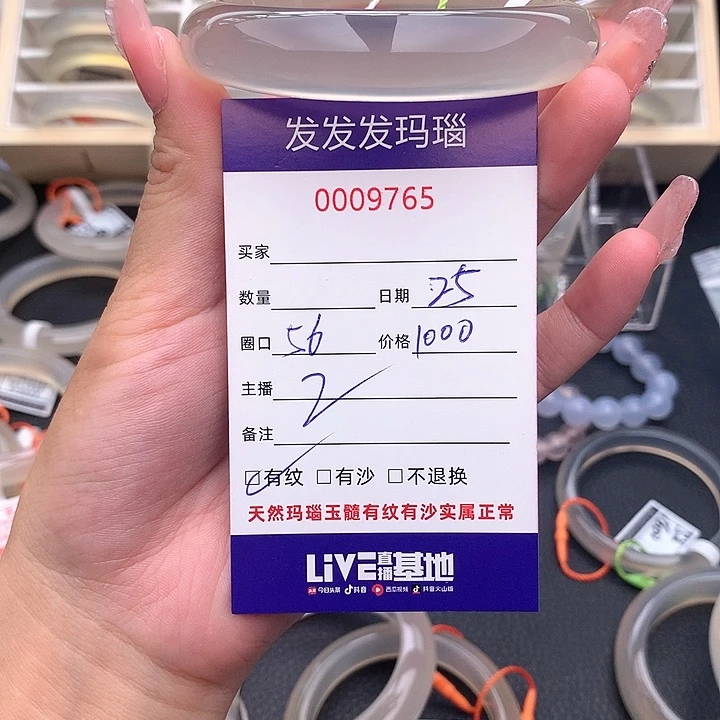 发发发玛瑙
0009765
买家
数量 日期 25
圈口 56 价格 1000
主播 2
备注
☑有纹 ☐有沙 ☐不退换
天然玛瑙玉髓有纹有沙实属正常
LiVE直播基地
今日头条 抖音 西瓜视频 抖音火山版